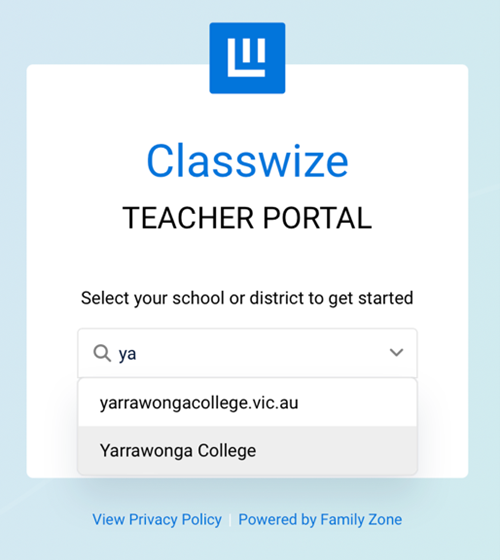 Classwize
TEACHER PORTAL
Select your school or district to get started
ya
yarrawongacollege.vic.au
Yarrawonga College
View Privacy Policy | Powered by Family Zone